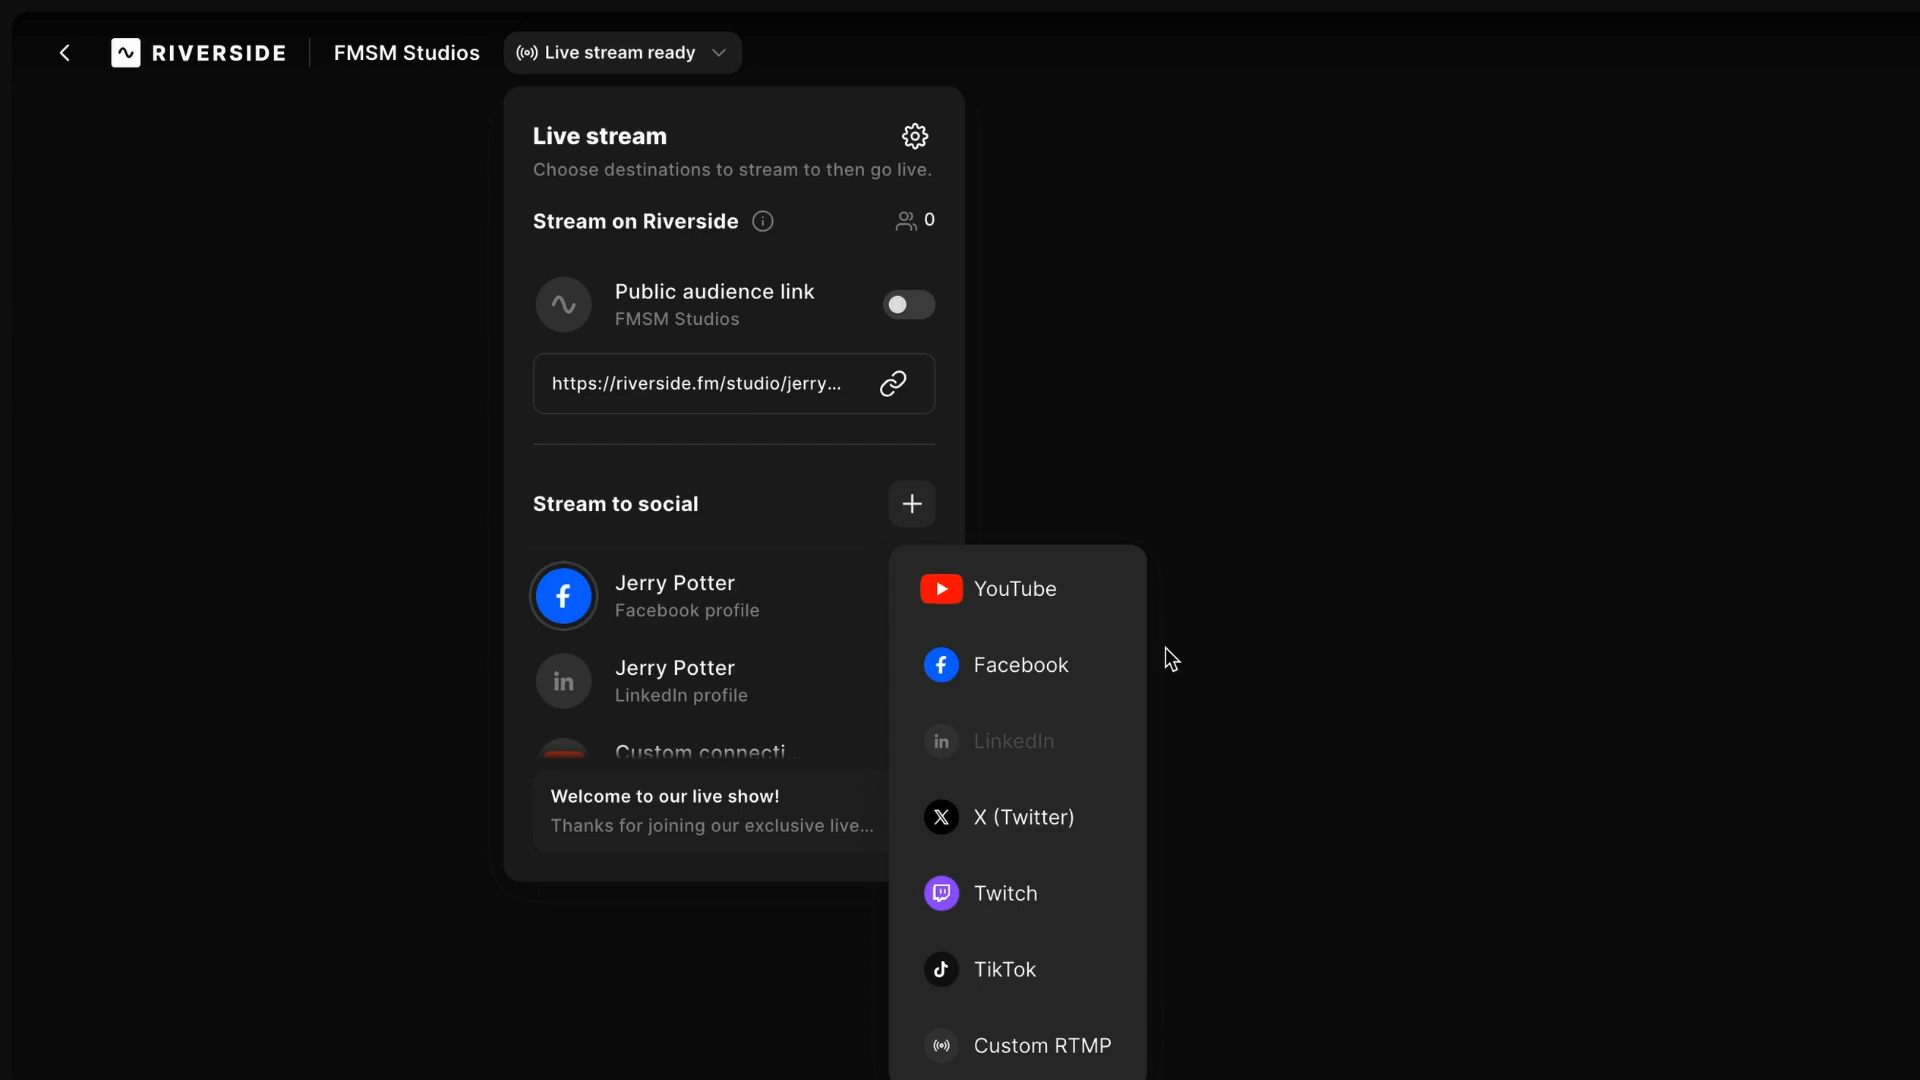 RIVERSIDE
FMSM Studios
Live stream ready
Live stream
Choose destinations to stream to then go live.
Stream on Riverside
0
Public audience link
FMSM Studios
https://riverside.fm/studio/jerry...
Stream to social
Jerry Potter
Facebook profile
Jerry Potter
LinkedIn profile
Custom connecti...
Welcome to our live show!
Thanks for joining our exclusive live...
YouTube
Facebook
in LinkedIn
X (Twitter)
Twitch
TikTok
Custom RTMP